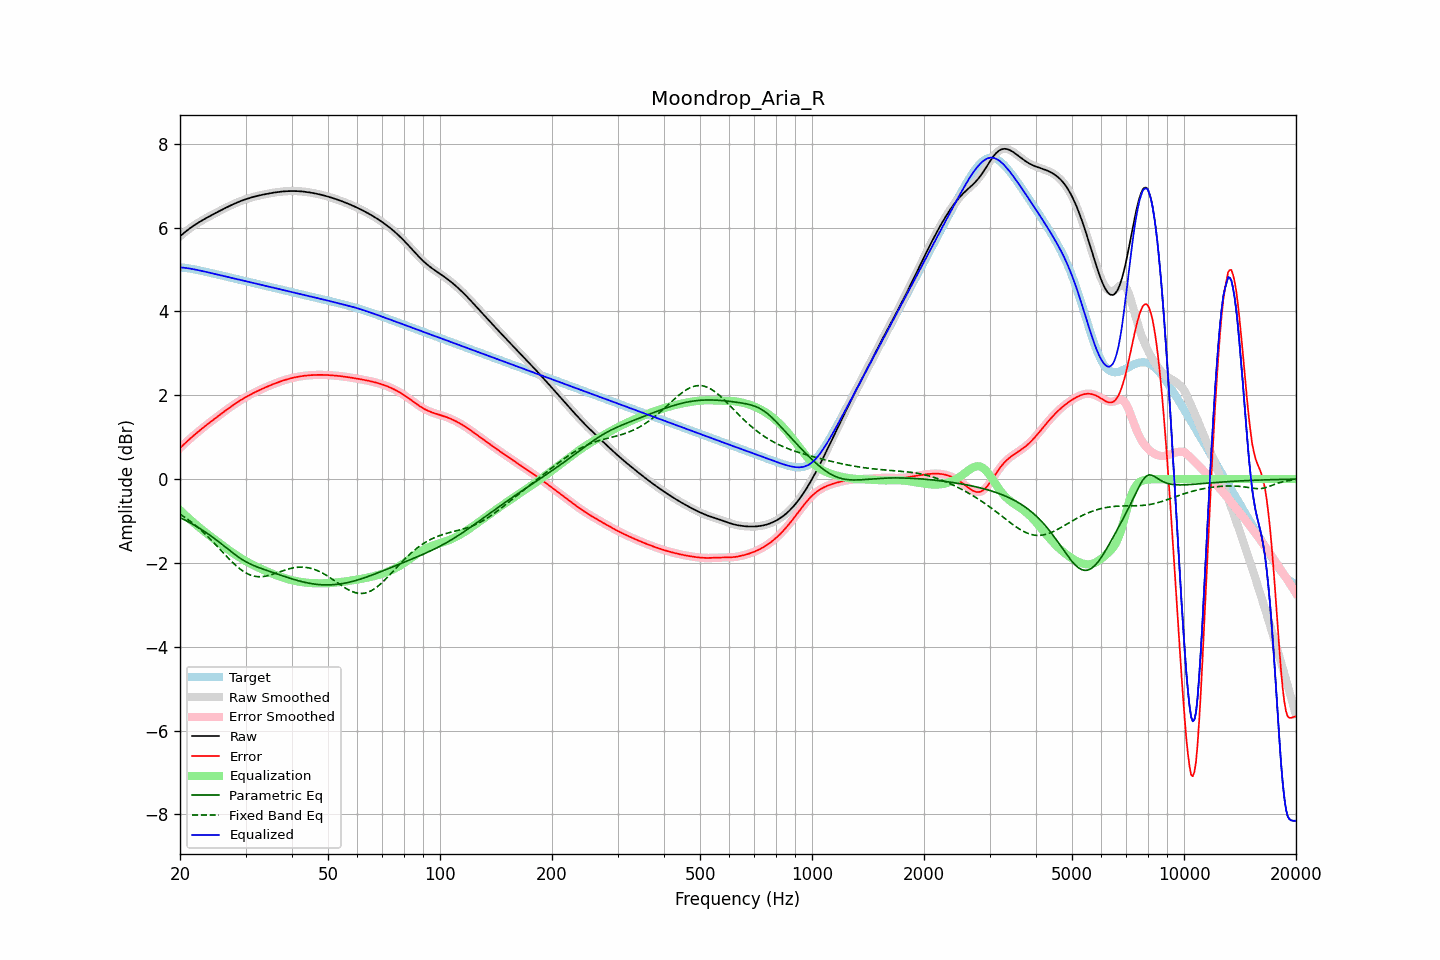 Moondrop_Aria_R
Amplitude (dBr)
8
6
4
2
0
−2
−4
−6
−8
Target
Raw Smoothed
Error Smoothed
Raw
Error
Equalization
Parametric Eq
Fixed Band Eq
Equalized
20 50 100 200 500 1000 2000 5000 10000 20000
Frequency (Hz)